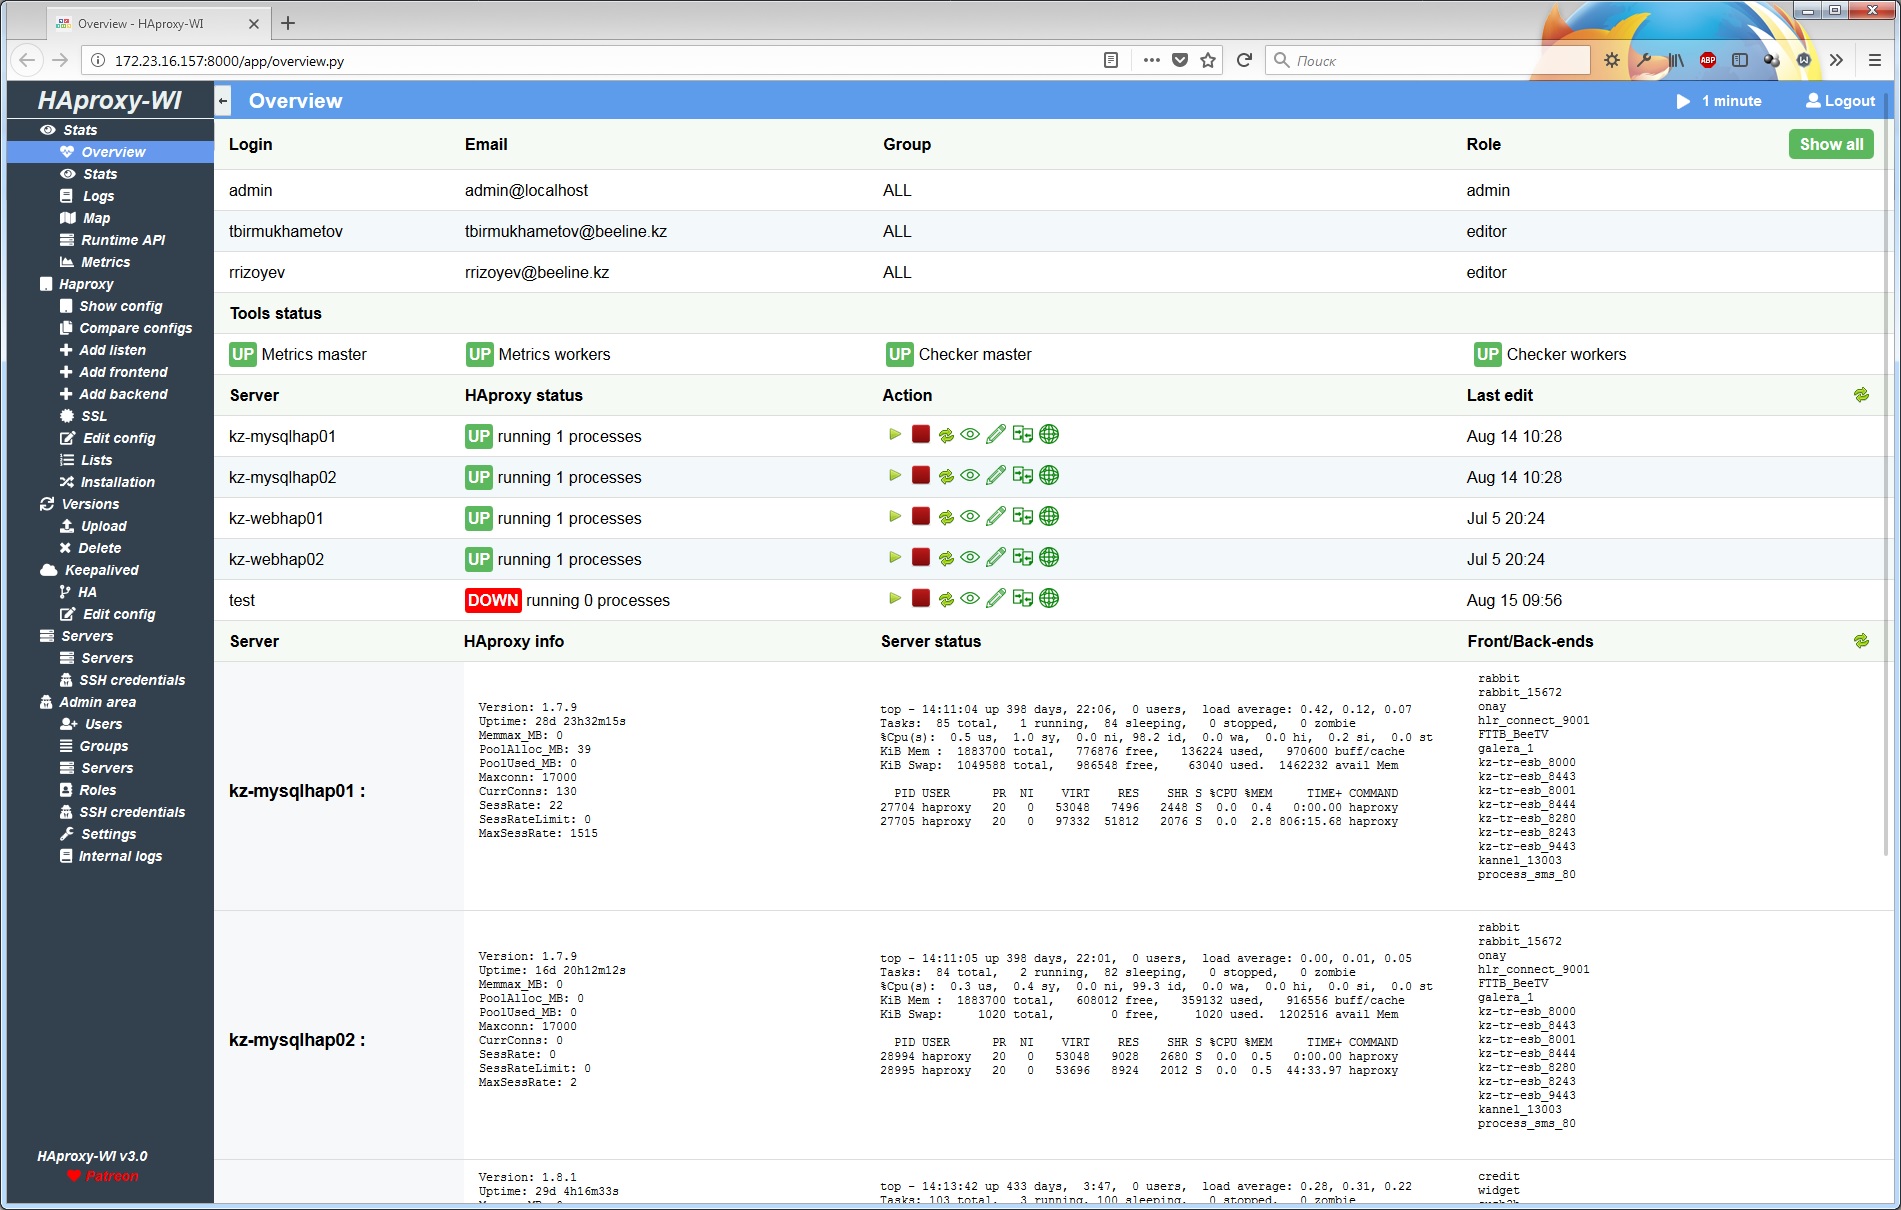 Overview - HAproxy-WI
172.23.16.157:8000/app/overview.py
Поиск
ABP
HAproxy-WI
Overview
1 minute
Logout
Stats
Overview
Stats
Logs
Map
Runtime API
Metrics
Haproxy
Show config
Compare configs
Add listen
Add frontend
Add backend
SSL
Edit config
Lists
Installation
Versions
Upload
Delete
Keepalived
HA
Edit config
Servers
Servers
SSH credentials
Admin area
Users
Groups
Servers
Roles
SSH credentials
Settings
Internal logs
HAproxy-WI v3.0
Patreon
Login Email Group Role Show all
admin admin@localhost ALL admin
tbirmukhametov tbirmukhametov@beeline.kz ALL editor
rrizoyev rrizoyev@beeline.kz ALL editor
Tools status
UP Metrics master UP Metrics workers UP Checker master UP Checker workers
Server HAproxy status Action Last edit
kz-mysqlhap01 UP running 1 processes Aug 14 10:28
kz-mysqlhap02 UP running 1 processes Aug 14 10:28
kz-webhap01 UP running 1 processes Jul 5 20:24
kz-webhap02 UP running 1 processes Jul 5 20:24
test DOWN running 0 processes Aug 15 09:56
Server HAproxy info Server status Front/Back-ends
kz-mysqlhap01 :
Version: 1.7.9
Uptime: 28d 23h32m15s
Memmax_MB: 0
PoolAlloc_MB: 39
PoolUsed_MB: 0
Maxconn: 17000
CurrConns: 130
SessRate: 22
SessRateLimit: 0
MaxSessRate: 1515
top - 14:11:04 up 398 days, 22:06, 0 users, load average: 0.42, 0.12, 0.07
Tasks: 85 total, 1 running, 84 sleeping, 0 stopped, 0 zombie
%Cpu(s): 0.5 us, 1.0 sy, 0.0 ni, 98.2 id, 0.0 wa, 0.0 hi, 0.2 si, 0.0 st
KiB Mem : 1883700 total, 776876 free, 136224 used, 970600 buff/cache
KiB Swap: 1049588 total, 986548 free, 63040 used. 1462232 avail Mem
PID USER PR NI VIRT RES SHR S %CPU %MEM TIME+ COMMAND
27704 haproxy 20 0 53048 7496 2448 S 0.0 0.4 0:00.00 haproxy
27705 haproxy 20 0 97332 51812 2076 S 0.0 2.8 806:15.68 haproxy
rabbit
rabbit_15672
onay
hlr_connect_9001
FTTB_BeeTV
galera_1
kz-tr-esb_8000
kz-tr-esb_8443
kz-tr-esb_8001
kz-tr-esb_8444
kz-tr-esb_8280
kz-tr-esb_8243
kz-tr-esb_9443
kannel_13003
process_sms_80
kz-mysqlhap02 :
Version: 1.7.9
Uptime: 16d 20h12m12s
Memmax_MB: 0
PoolAlloc_MB: 0
PoolUsed_MB: 0
Maxconn: 17000
CurrConns: 0
SessRate: 0
SessRateLimit: 0
MaxSessRate: 2
top - 14:11:05 up 398 days, 22:01, 0 users, load average: 0.00, 0.01, 0.05
Tasks: 84 total, 2 running, 82 sleeping, 0 stopped, 0 zombie
%Cpu(s): 0.3 us, 0.4 sy, 0.0 ni, 99.3 id, 0.0 wa, 0.0 hi, 0.0 si, 0.0 st
KiB Mem : 1883700 total, 608012 free, 359132 used, 916556 buff/cache
KiB Swap: 1020 total, 0 free, 1020 used. 1202516 avail Mem
PID USER PR NI VIRT RES SHR S %CPU %MEM TIME+ COMMAND
28994 haproxy 20 0 53048 9028 2680 S 0.0 0.5 0:00.00 haproxy
28995 haproxy 20 0 53696 8924 2012 S 0.0 0.5 44:33.97 haproxy
rabbit
rabbit_15672
onay
hlr_connect_9001
FTTB_BeeTV
galera_1
kz-tr-esb_8000
kz-tr-esb_8443
kz-tr-esb_8001
kz-tr-esb_8444
kz-tr-esb_8280
kz-tr-esb_8243
kz-tr-esb_9443
kannel_13003
process_sms_80
Version: 1.8.1
Uptime: 29d 4h16m33s
top - 14:13:42 up 433 days, 3:47, 0 users, load average: 0.28, 0.31, 0.22
Tasks: 103 total, 3 running, 100 sleeping, 0 stopped, 0 zombie
credit
widget